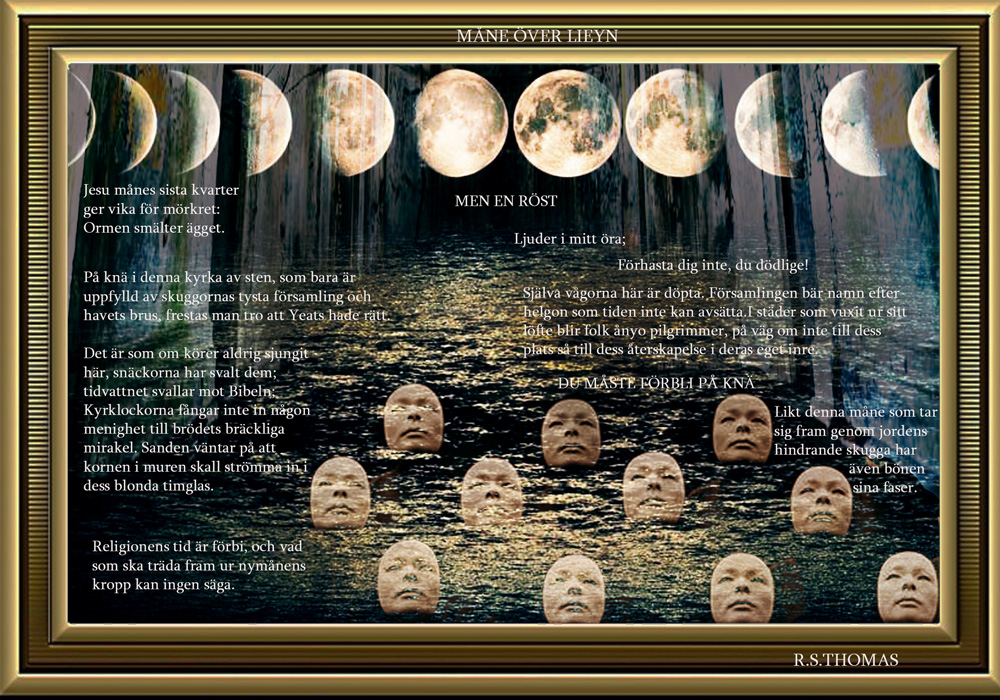 MÅNE ÖVER LIEYN
Jesu månes sista kvarter
ger vika för mörkret:
Ormen smälter ägget.
På knä i denna kyrka av sten, som bara är
uppfylld av skuggornas tysta församling och
havets brus, frestas man tro att Yeats hade rätt.
Det är som om körer aldrig sjungit
här, snäckorna har svalt dem;
tidvattnet svallar mot Bibeln;
Kyrklockorna fångar inte in någon
menighet till brödets bräckliga
mirakel. Sanden väntar på att
kornen i muren skall strömma in i
dess blonda timglas.
Religionens tid är förbi, och vad
som ska träda fram ur nymånens
kropp kan ingen säga.
MEN EN RÖST
Ljuder i mitt öra;
Förhasta dig inte, du dödlige!
Själva vågorna här är döpta. Församlingen bär namn efter
helgon som tiden inte kan avsätta.I städer som vuxit ur sitt
löfte blir folk ånyo pilgrimmer, på väg om inte till dess
plats så till dess återskapelse i deras eget inre.
DU MÅSTE FÖRBLI PÅ KNÄ
Likt denna måne som tar
sig fram genom jordens
hindrande skugga har
även bönen
sina faser.
R.S.THOMAS